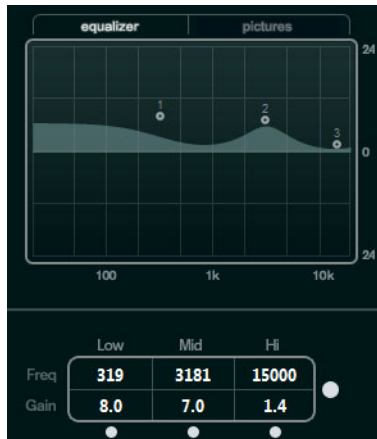 equalizer pictures
24
1 2 3
0
24
100 1k 10k
Low Mid Hi
Freq 319 3181 15000
Gain 8.0 7.0 1.4